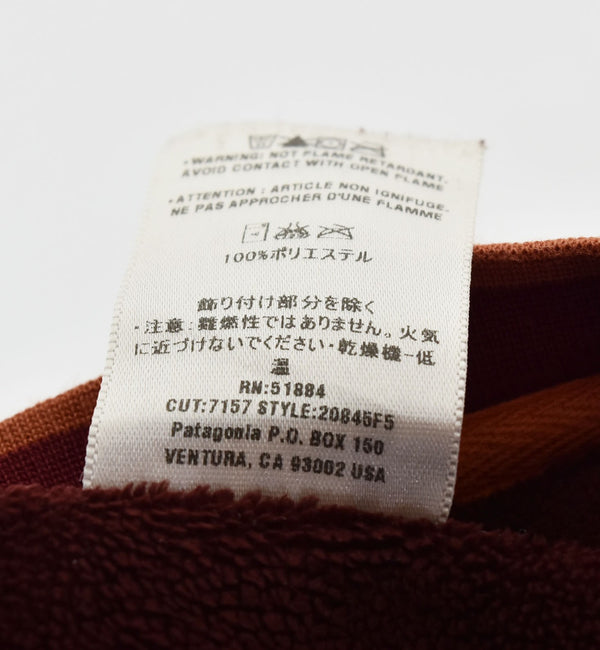 • WARNING: NOT FLAME RETARDANT.
AVOID CONTACT WITH OPEN FLAME
• ATTENTION : ARTICLE NON IGNIFUGE.
NE PAS APPROCHER D'UNE FLAMME
100%ポリエステル
飾り付け部分を除く
・注意：難燃性ではありません。火気
に近づけないでください・乾燥機ー低
温
RN:51884
CUT:7157 STYLE:20845F5
Patagonia P.O. BOX 150
VENTURA, CA 93002 USA